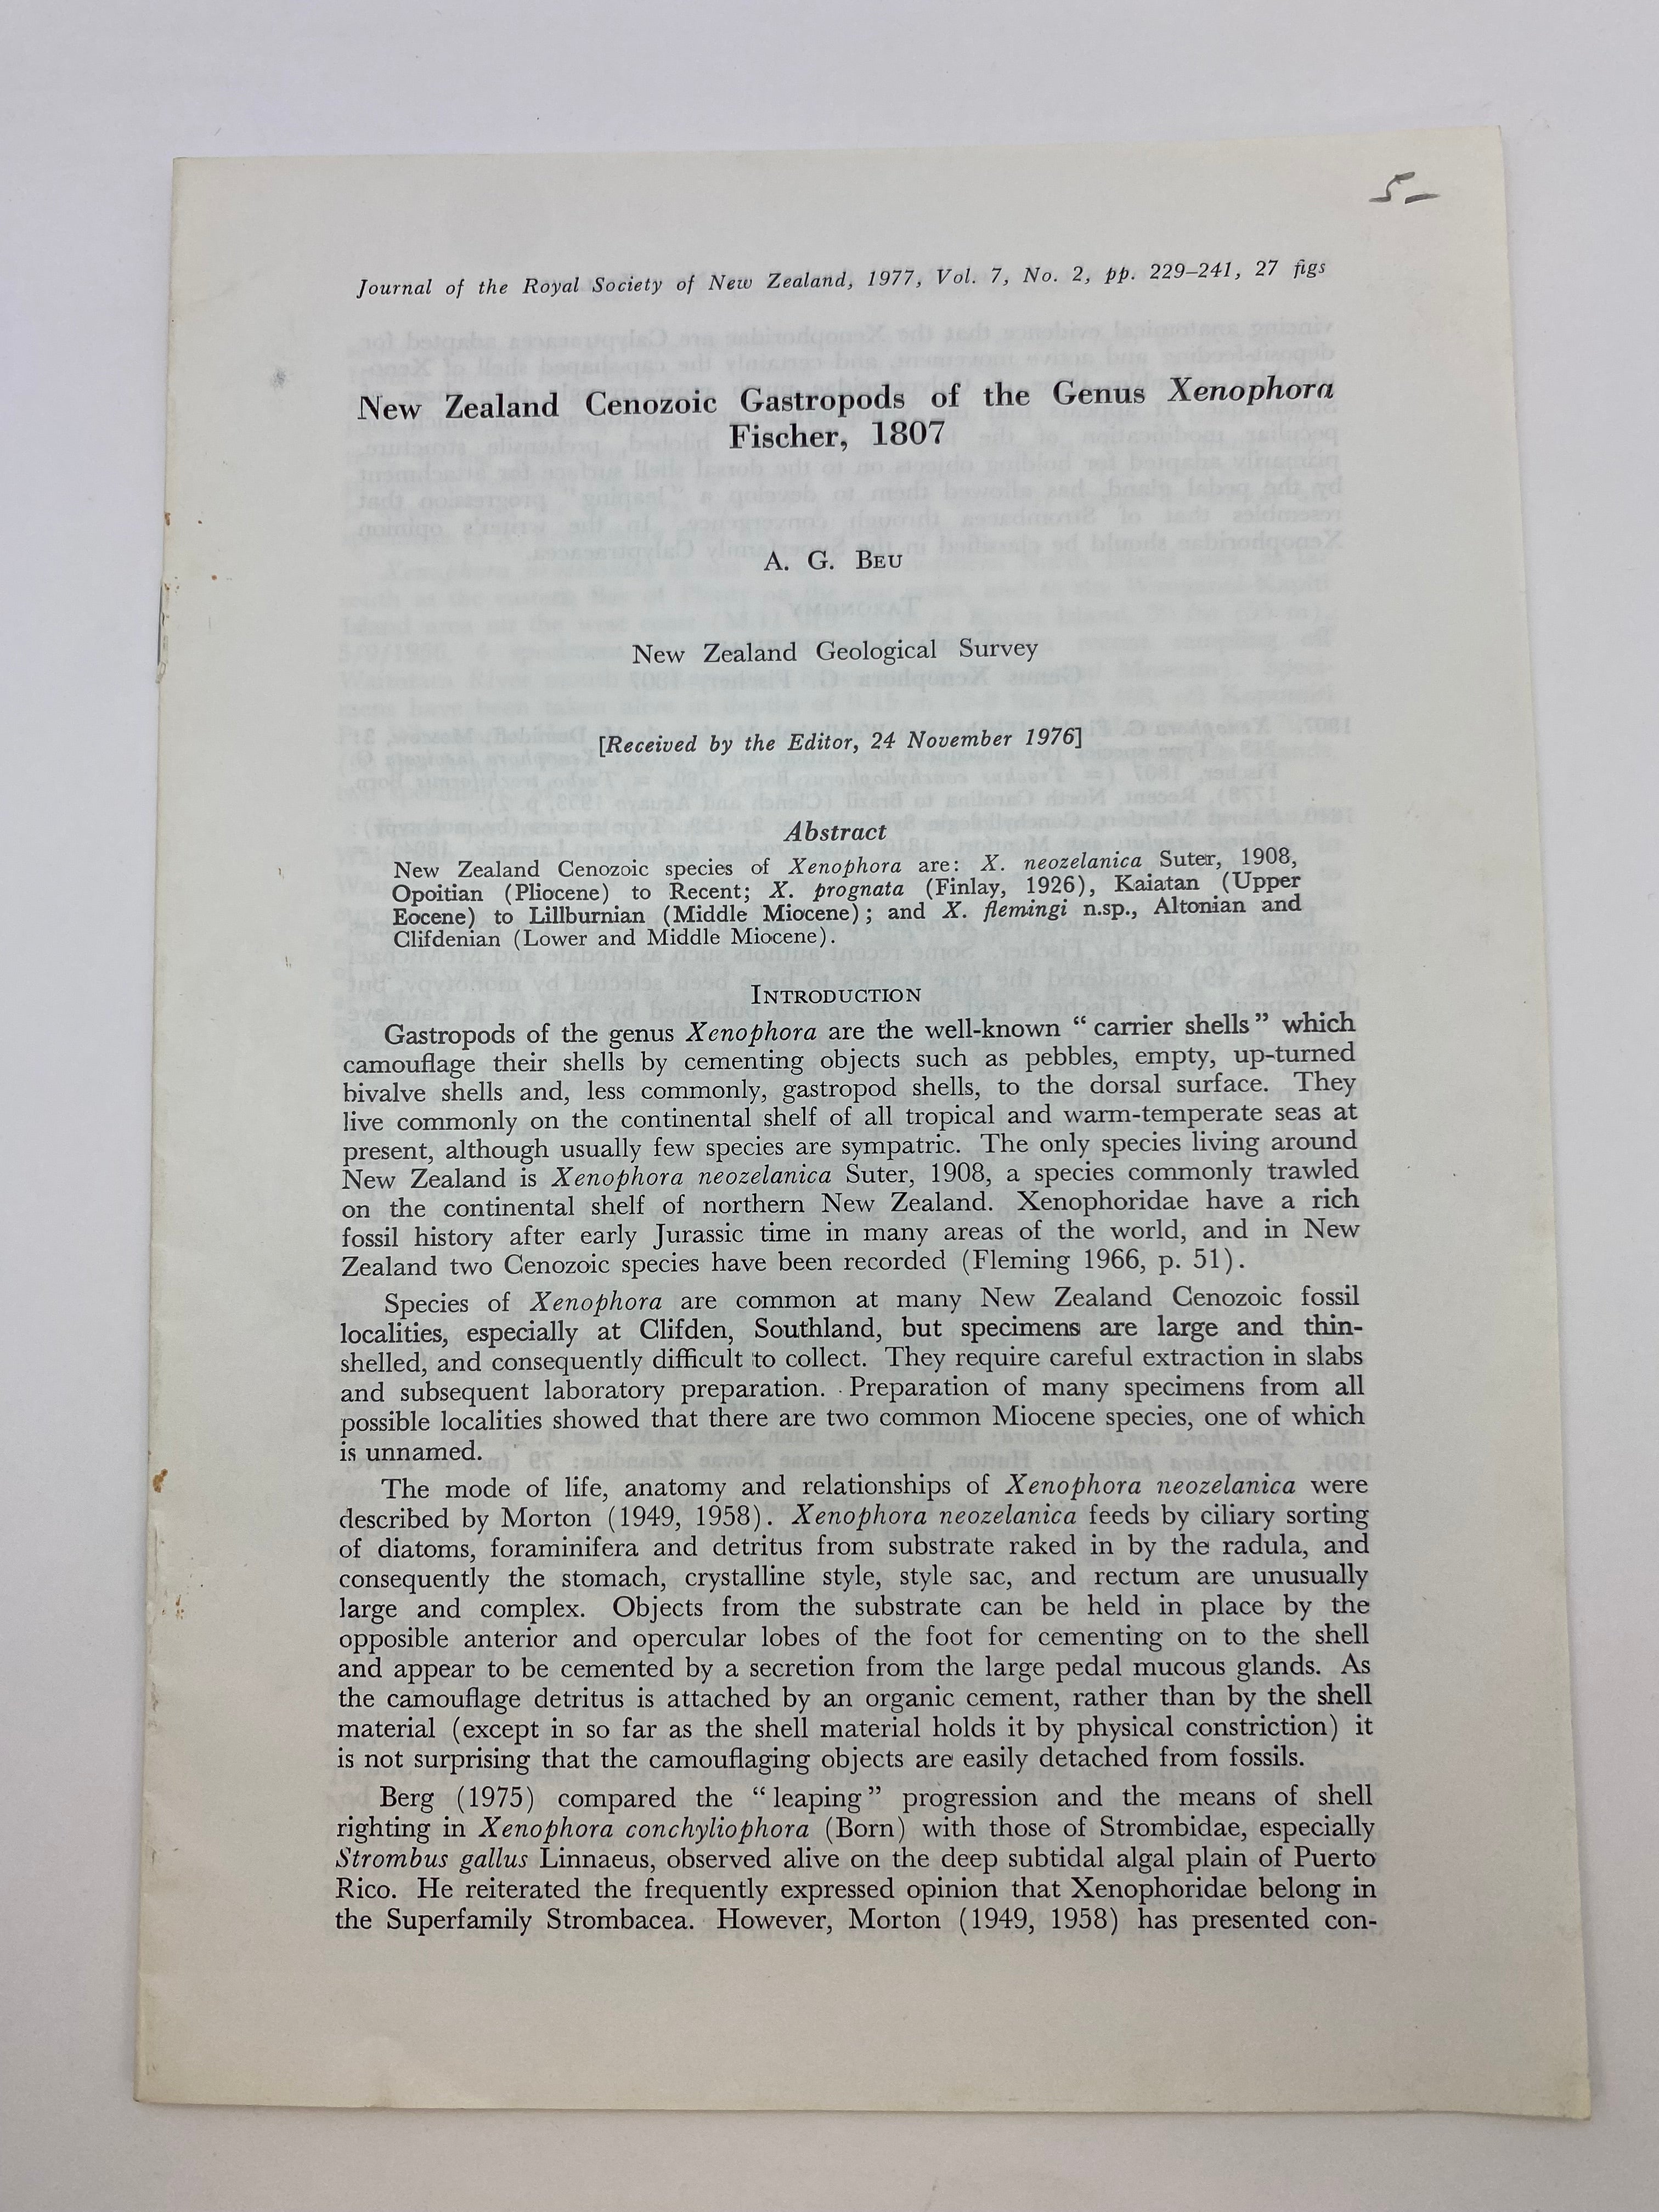 5–
Journal of the Royal Society of New Zealand, 1977, Vol. 7, No. 2, pp. 229–241, 27 figs
New Zealand Cenozoic Gastropods of the Genus Xenophora
Fischer, 1807
A. G. Beu
New Zealand Geological Survey
[Received by the Editor, 24 November 1976]
Abstract
New Zealand Cenozoic species of Xenophora are: X. neozelanica Suter, 1908,
Opoitian (Pliocene) to Recent; X. prognata (Finlay, 1926), Kaiatan (Upper
Eocene) to Lillburnian (Middle Miocene); and X. flemingi n.sp., Altonian and
Clifdenian (Lower and Middle Miocene).
Introduction
Gastropods of the genus Xenophora are the well-known “carrier shells” which
camouflage their shells by cementing objects such as pebbles, empty, up-turned
bivalve shells and, less commonly, gastropod shells, to the dorsal surface. They
live commonly on the continental shelf of all tropical and warm-temperate seas at
present, although usually few species are sympatric. The only species living around
New Zealand is Xenophora neozelanica Suter, 1908, a species commonly trawled
on the continental shelf of northern New Zealand. Xenophoridae have a rich
fossil history after early Jurassic time in many areas of the world, and in New
Zealand two Cenozoic species have been recorded (Fleming 1966, p. 51).
Species of Xenophora are common at many New Zealand Cenozoic fossil
localities, especially at Clifden, Southland, but specimens are large and thin-
shelled, and consequently difficult to collect. They require careful extraction in slabs
and subsequent laboratory preparation. Preparation of many specimens from all
possible localities showed that there are two common Miocene species, one of which
is unnamed.
The mode of life, anatomy and relationships of Xenophora neozelanica were
described by Morton (1949, 1958). Xenophora neozelanica feeds by ciliary sorting
of diatoms, foraminifera and detritus from substrate raked in by the radula, and
consequently the stomach, crystalline style, style sac, and rectum are unusually
large and complex. Objects from the substrate can be held in place by the
opposible anterior and opercular lobes of the foot for cementing on to the shell
and appear to be cemented by a secretion from the large pedal mucous glands. As
the camouflage detritus is attached by an organic cement, rather than by the shell
material (except in so far as the shell material holds it by physical constriction) it
is not surprising that the camouflaging objects are easily detached from fossils.
Berg (1975) compared the “leaping” progression and the means of shell
righting in Xenophora conchyliophora (Born) with those of Strombidae, especially
Strombus gallus Linnaeus, observed alive on the deep subtidal algal plain of Puerto
Rico. He reiterated the frequently expressed opinion that Xenophoridae belong in
the Superfamily Strombacea. However, Morton (1949, 1958) has presented con-